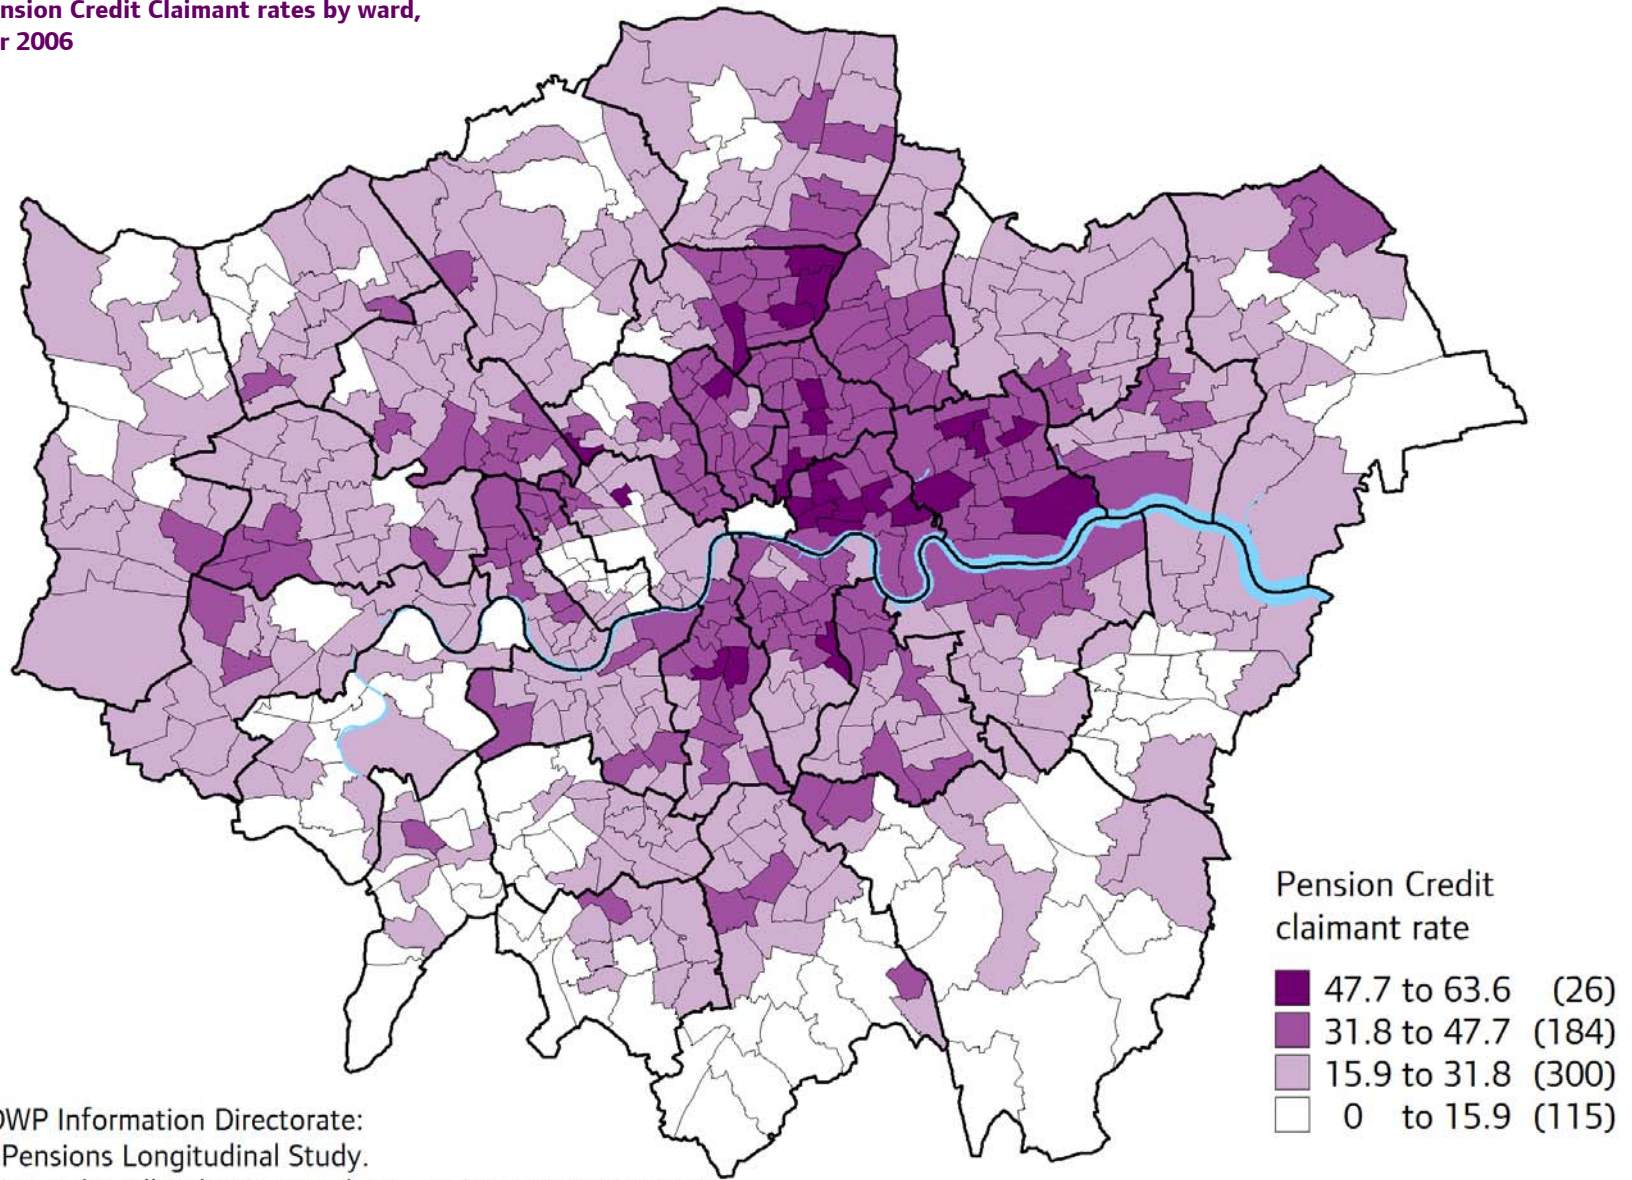 nsion Credit Claimant rates by ward,
r 2006
Pension Credit
claimant rate
47.7 to 63.6 (26)
31.8 to 47.7 (184)
15.9 to 31.8 (300)
0 to 15.9 (115)
DWP Information Directorate:
Pensions Longitudinal Study.